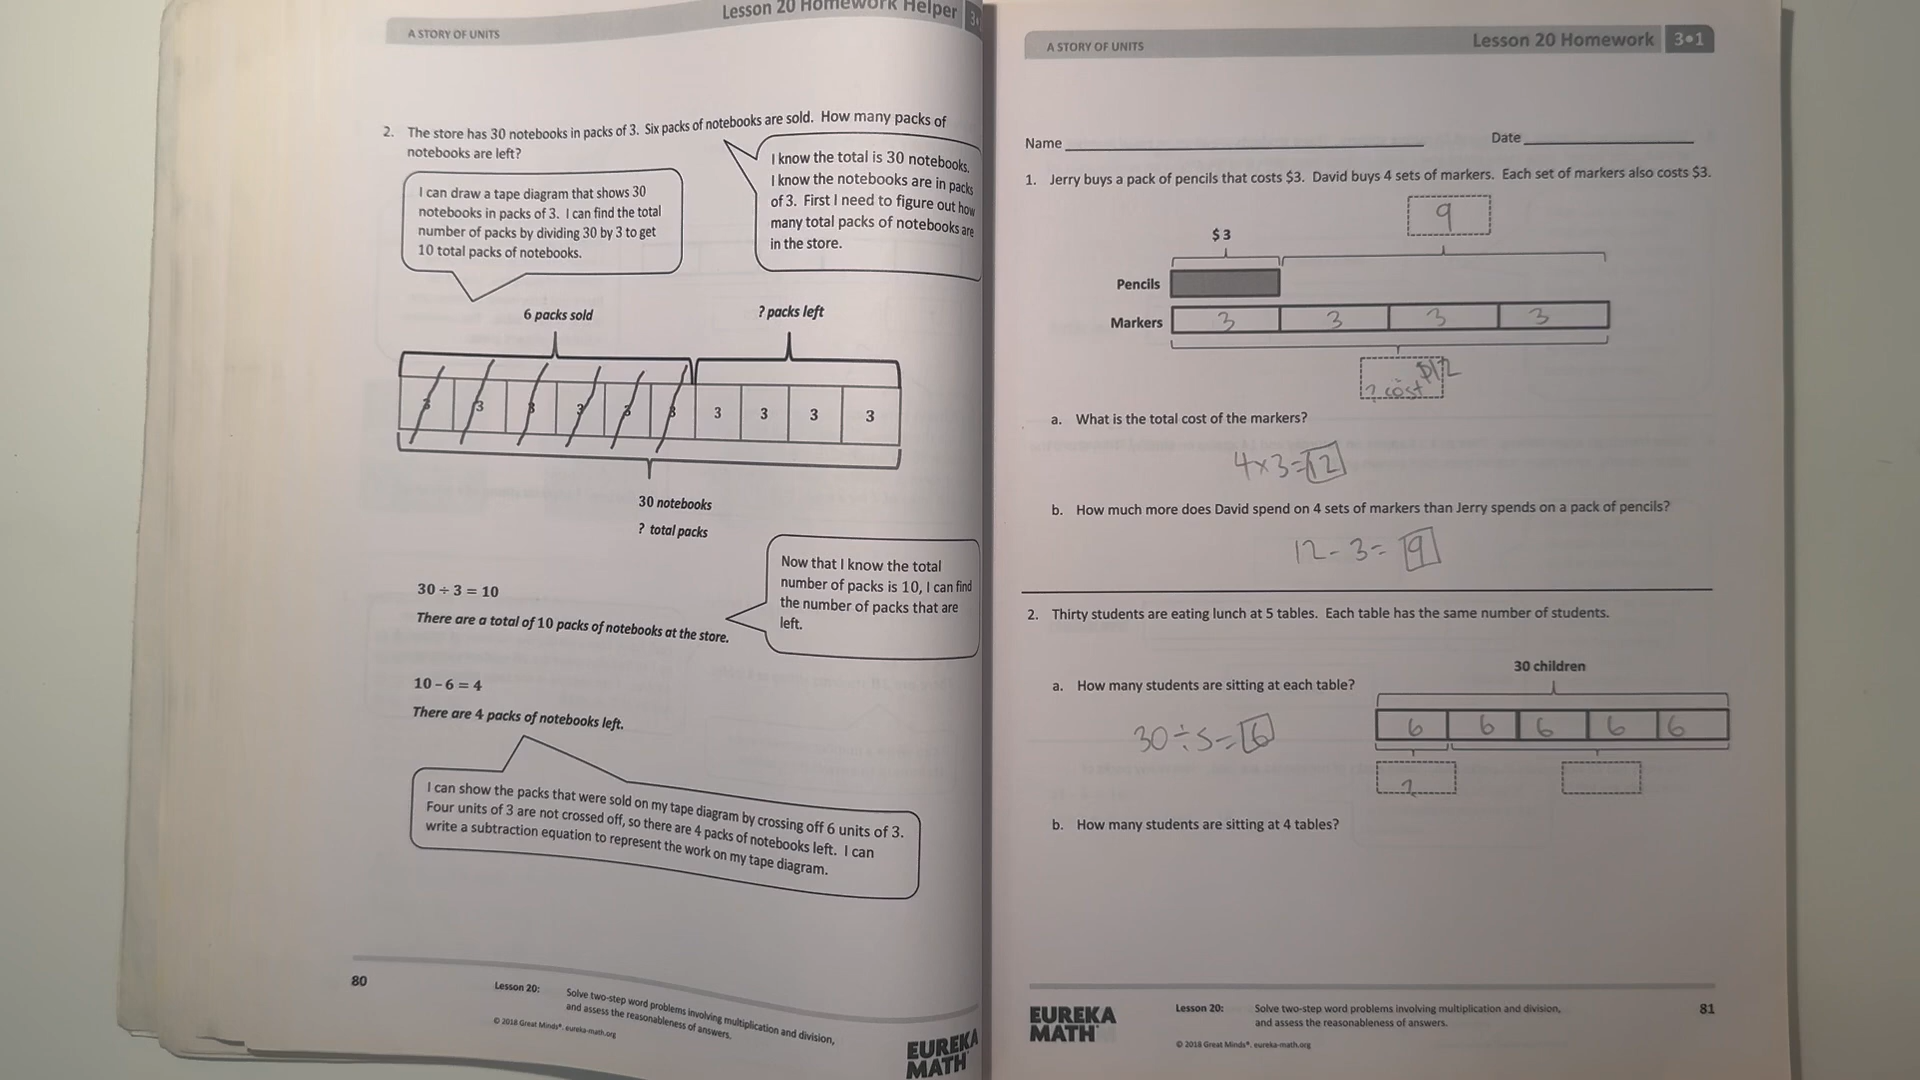 Lesson 20 Homework Helper
A STORY OF UNITS
2. The store has 30 notebooks in packs of 3. Six packs of notebooks are sold. How many packs of
notebooks are left?
I know the total is 30 notebooks.
I know the notebooks are in packs
of 3. First I need to figure out how
many total packs of notebooks are
in the store.
I can draw a tape diagram that shows 30
notebooks in packs of 3. I can find the total
number of packs by dividing 30 by 3 to get
10 total packs of notebooks.
6 packs sold
? packs left
3 3 3 3 3 3 3 3 3 3
30 notebooks
? total packs
Now that I know the total
number of packs is 10, I can find
the number of packs that are
left.
30 ÷ 3 = 10
There are a total of 10 packs of notebooks at the store.
10 – 6 = 4
There are 4 packs of notebooks left.
I can show the packs that were sold on my tape diagram by crossing off 6 units of 3.
Four units of 3 are not crossed off, so there are 4 packs of notebooks left. I can
write a subtraction equation to represent the work on my tape diagram.
80
Lesson 20: Solve two-step word problems involving multiplication and division,
and assess the reasonableness of answers.
© 2018 Great Minds®. eureka-math.org
EUREKA
MATH
A STORY OF UNITS
Lesson 20 Homework 3•1
Name
Date
1. Jerry buys a pack of pencils that costs $3. David buys 4 sets of markers. Each set of markers also costs $3.
9
$ 3
Pencils
Markers 3 3 3 3
? cost $12
a. What is the total cost of the markers?
4×3=12
b. How much more does David spend on 4 sets of markers than Jerry spends on a pack of pencils?
12-3=9
2. Thirty students are eating lunch at 5 tables. Each table has the same number of students.
30 children
a. How many students are sitting at each table?
30÷5=6
6 6 6 6 6
?
b. How many students are sitting at 4 tables?
EUREKA
MATH
Lesson 20: Solve two-step word problems involving multiplication and division,
and assess the reasonableness of answers.
© 2018 Great Minds®. eureka-math.org
81